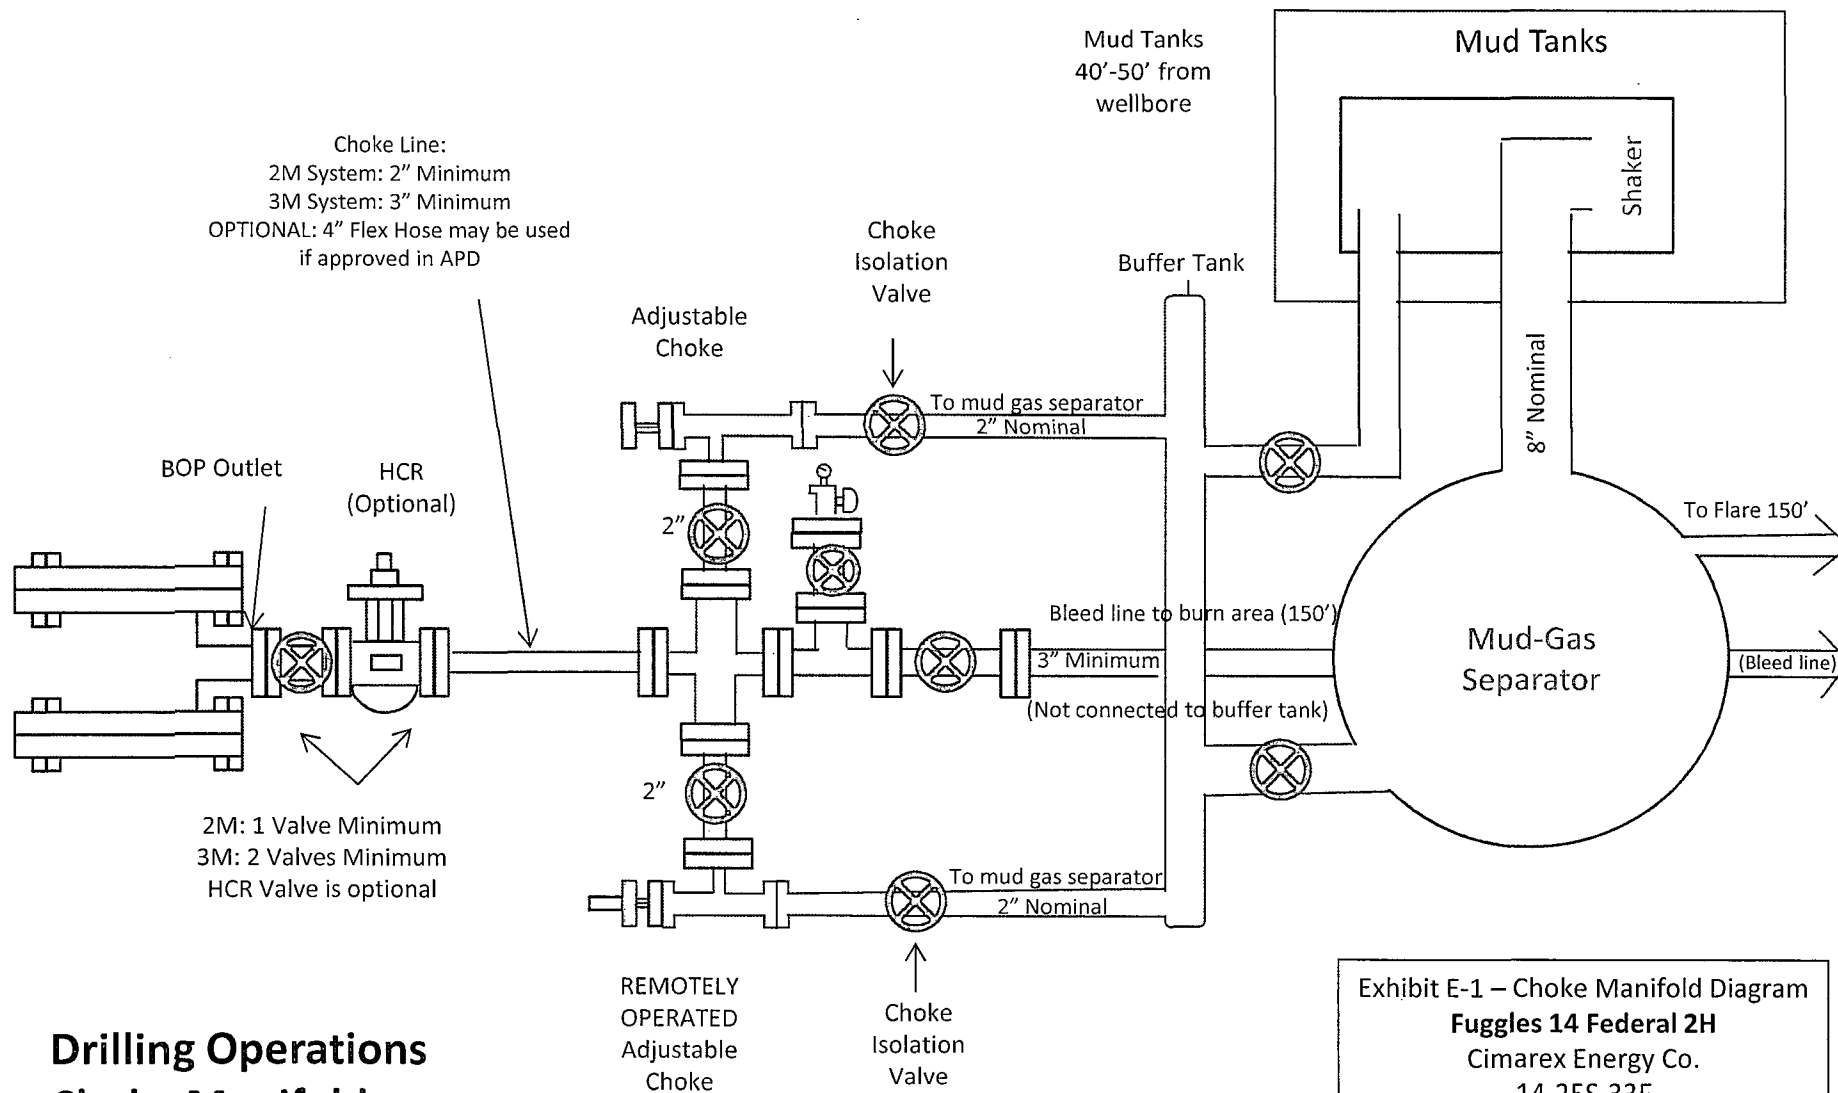 Mud Tanks
40’-50’ from
wellbore
Mud Tanks
Shaker
Choke Line:
2M System: 2” Minimum
3M System: 3” Minimum
OPTIONAL: 4” Flex Hose may be used
if approved in APD
Choke
Isolation
Valve
Buffer Tank
Adjustable
Choke
8” Nominal
To mud gas separator
2” Nominal
BOP Outlet
HCR
(Optional)
2”
To Flare 150’
Bleed line to burn area (150’)
3” Minimum
(Not connected to buffer tank)
Mud-Gas
Separator
(Bleed line)
2”
2M: 1 Valve Minimum
3M: 2 Valves Minimum
HCR Valve is optional
To mud gas separator
2” Nominal
REMOTELY
OPERATED
Adjustable
Choke
Choke
Isolation
Valve
Drilling Operations
Exhibit E-1 – Choke Manifold Diagram
Fuggles 14 Federal 2H
Cimarex Energy Co.